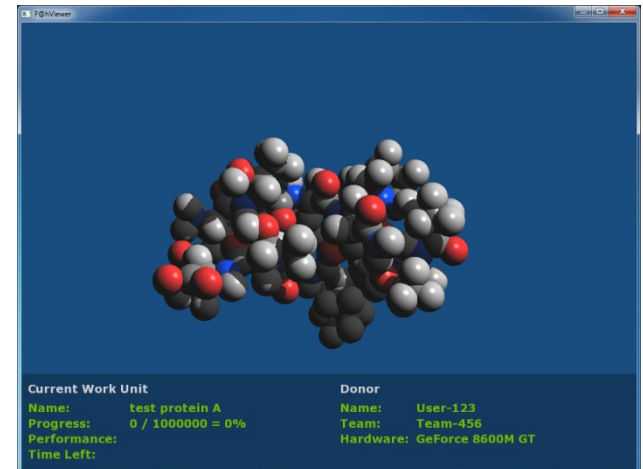 F@hViewer
Current Work Unit
Name: test protein A
Progress: 0 / 1000000 = 0%
Performance:
Time Left:
Donor
Name: User-123
Team: Team-456
Hardware: GeForce 8600M GT